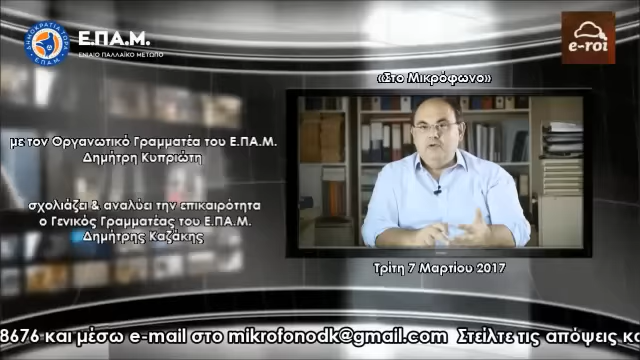 ΔΗΜΟΚΡΑΤΙΑ ΤΩΡΑ
Ε.Π.Α.Μ.
Ε.ΠΑ.Μ.
ΕΝΙΑΙΟ ΠΑΛΛΑΪΚΟ ΜΕΤΩΠΟ
e-roi
«Στο Μικρόφωνο»
με τον Οργανωτικό Γραμματέα του Ε.ΠΑ.Μ.
Δημήτρη Κυπριώτη
σχολιάζει & αναλύει την επικαιρότητα
ο Γενικός Γραμματέας του Ε.ΠΑ.Μ.
Δημήτρης Καζάκης
Τρίτη 7 Μαρτίου 2017
8676 και μέσω e-mail στο mikrofonodk@gmail.com Στείλτε τις απόψεις κα